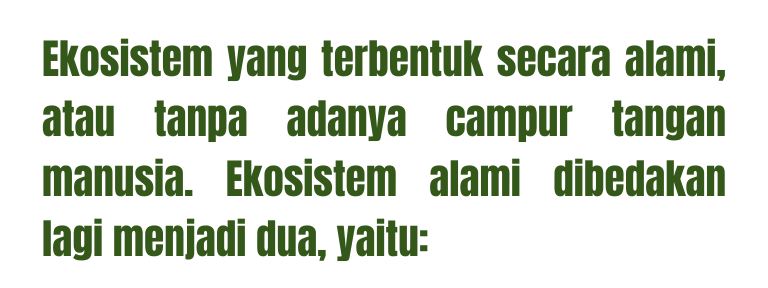 Ekosistem yang terbentuk secara alami,
atau tanpa adanya campur tangan
manusia. Ekosistem alami dibedakan
lagi menjadi dua, yaitu: